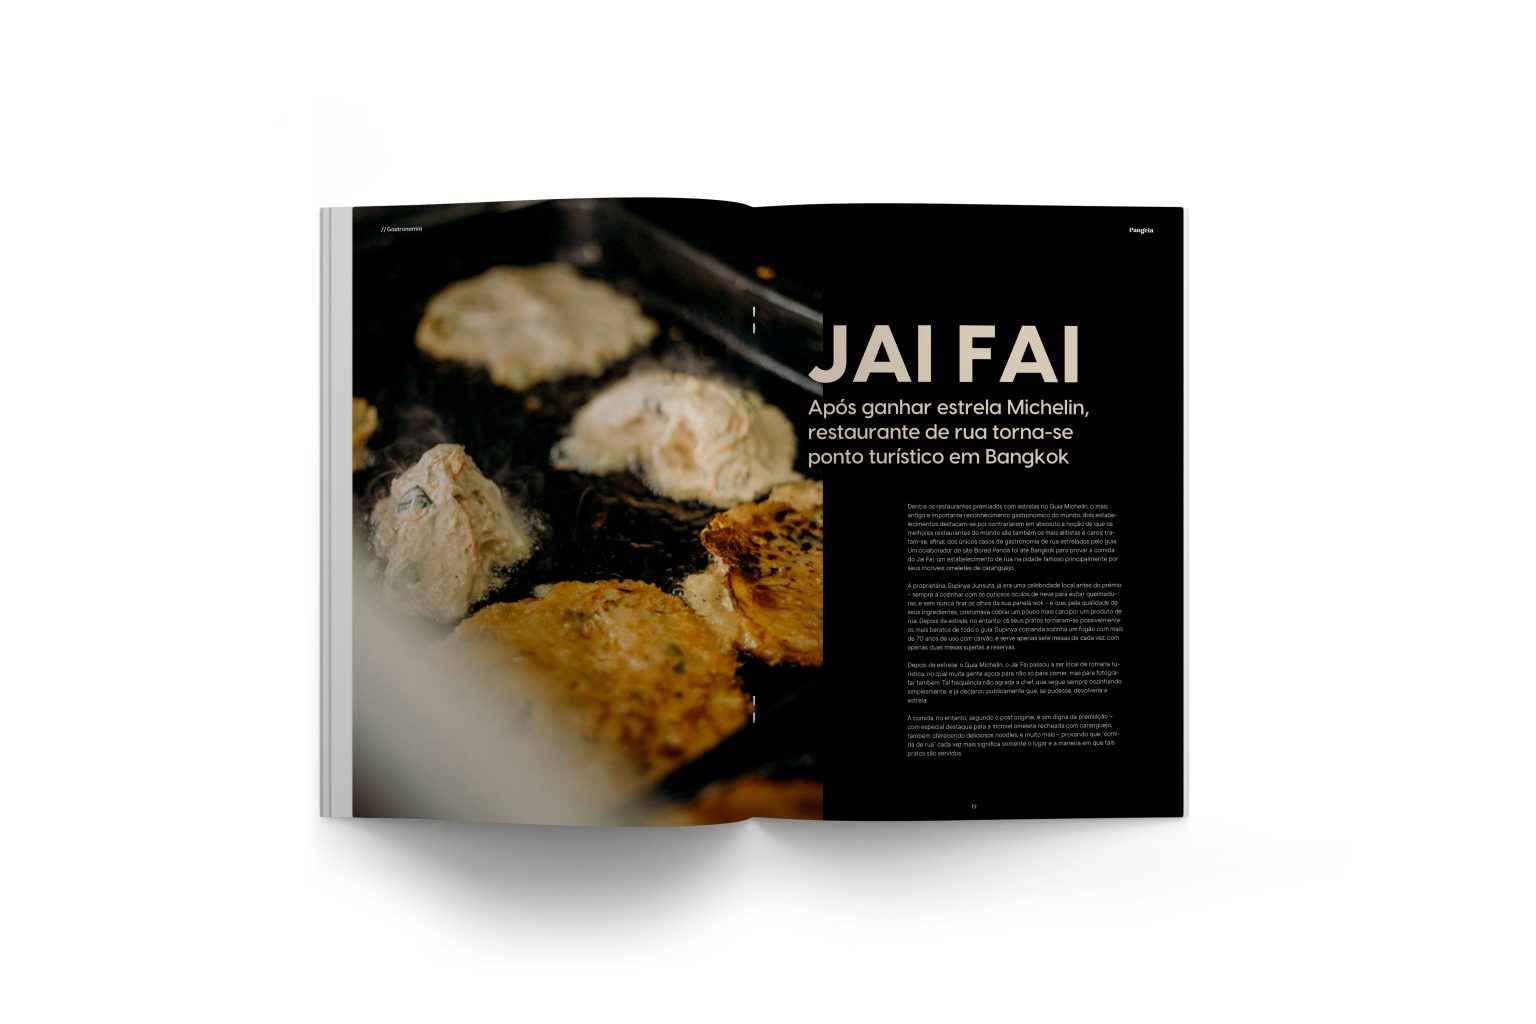 // Gastronomia
Pangeia
JAI FAI
Após ganhar estrela Michelin,
restaurante de rua torna-se
ponto turístico em Bangkok
Dentre os restaurantes premiados com estrelas no Guia Michelin, o mais
antigo e importante reconhecimento gastronômico do mundo, dois estabe-
lecimentos destacam-se por contrariarem em absoluto a noção de que os
melhores restaurantes do mundo são também os mais elitistas e caros: tra-
tam-se, afinal, dos únicos casos de gastronomia de rua estrelados pelo guia.
Um colaborador do site Bored Panda foi até Bangkok para provar a comida
do Jai Fai, um estabelecimento de rua na cidade famoso principalmente por
seus incríveis omeletes de caranguejo.
A proprietária, Supinya Junsuta, já era uma celebridade local antes do prêmio
– sempre a cozinhar com os curiosos óculos de neve para evitar queimadu-
ras, e sem nunca tirar os olhos da sua panela wok – e que, pela qualidade de
seus ingredientes, costumava cobrar um pouco mais caro por um produto de
rua. Depois da estrela, no entanto, os seus pratos tornaram-se possivelmente
os mais baratos de todo o guia. Supinya comanda sozinha um fogão com mais
de 70 anos de uso com carvão, e serve apenas sete mesas de cada vez, com
apenas duas mesas sujeitas a reservas.
Depois de estrelar o Guia Michelin, o Jai Fai passou a ser local de romaria tu-
rística, no qual muita gente agora pára não só para comer, mas para fotogra-
far também. Tal frequência não agrada a chef, que segue sempre cozinhando
simplesmente, e já declarou publicamente que, se pudesse, devolveria a
estrela.
A comida, no entanto, segundo o post original, é sim digna da premiação –
com especial destaque para a incrível omelete recheada com caranguejo,
também oferecendo deliciosos noodles, e muito mais – provando que "comi-
da de rua" cada vez mais significa somente o lugar e a maneira em que tais
pratos são servidos.
19